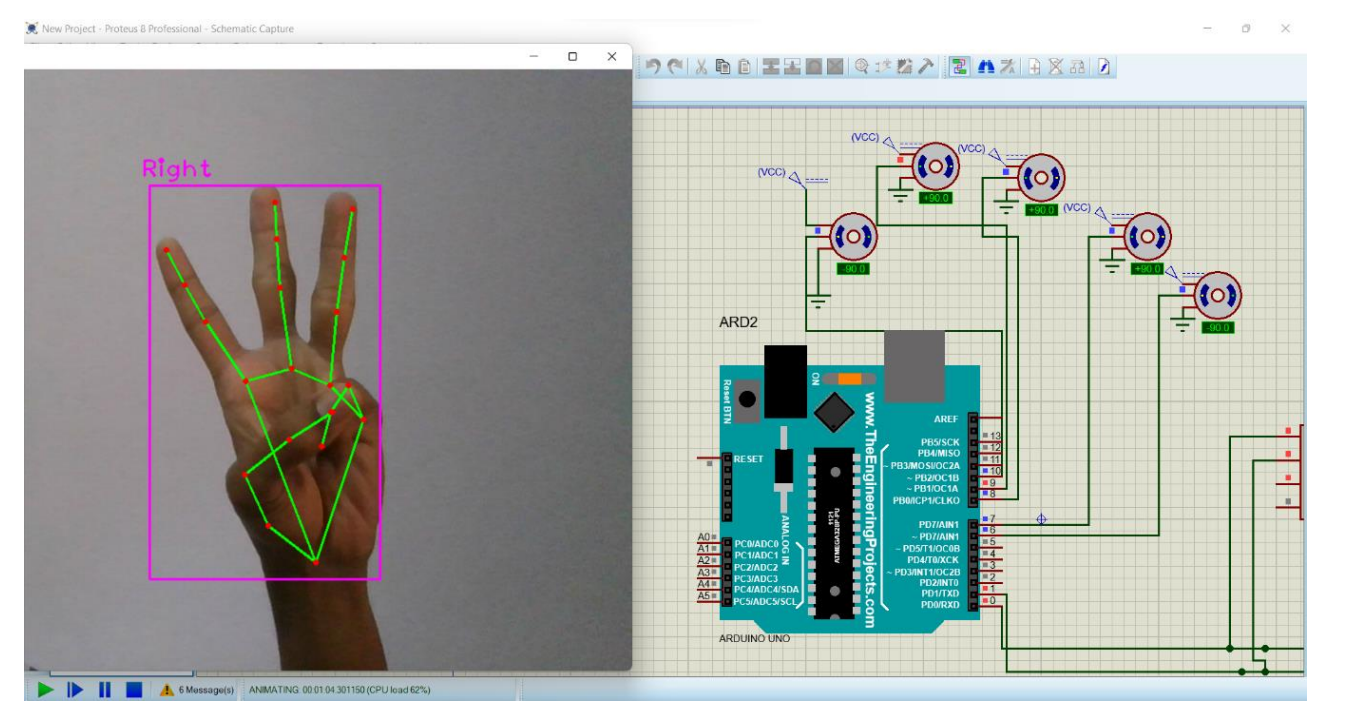 New Project - Proteus 8 Professional - Schematic Capture
Right
(VCC)
+90.0
(VCC)
+90.0
(VCC)
-90.0
(VCC)
+90.0
-90.0
ARD2
Reset BTN
ON
www.TheEngineeringProjects.com
AREF
PB5/SCK 13
PB4/MISO 12
~ PB3/MOSI/OC2A 11
~ PB2/OC1B 10
~ PB1/OC1A 9
PB0/ICP1/CLKO 8
RESET
ANALOG IN
1121
ATMEGA328P-PU
PD7/AIN1 7
~ PD7/AIN1 6
~ PD5/T1/OC0B 5
PD4/T0/XCK 4
~ PD3/INT1/OC2B 3
PD2/INT0 2
PD1/TXD 1
PD0/RXD 0
A0 PC0/ADC0
A1 PC1/ADC1
A2 PC2/ADC2
A3 PC3/ADC3
A4 PC4/ADC4/SDA
A5 PC5/ADC5/SCL
ARDUINO UNO
6 Message(s)
ANIMATING: 00:01:04.301150 (CPU load 62%)